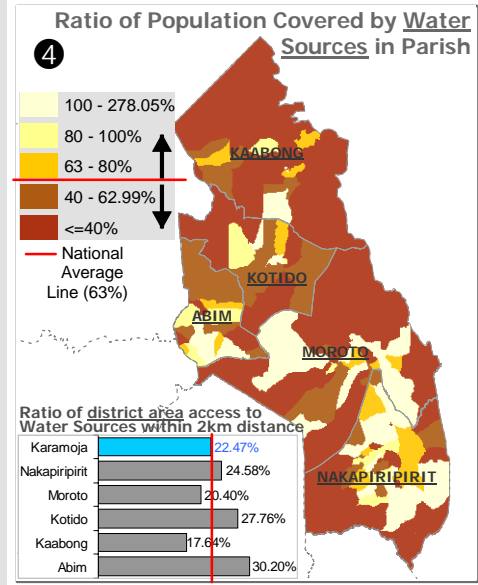 Ratio of Population Covered by Water
Sources in Parish
4
100 - 278.05%
80 - 100%
63 - 80%
40 - 62.99%
<=40%
National
Average
Line (63%)
KAABONG
KOTIDO
ABIM
MOROTO
NAKAPIRIPIRIT
Ratio of district area access to
Water Sources within 2km distance
Karamoja 22.47%
Nakapiripirit 24.58%
Moroto 20.40%
Kotido 27.76%
Kaabong 17.64%
Abim 30.20%